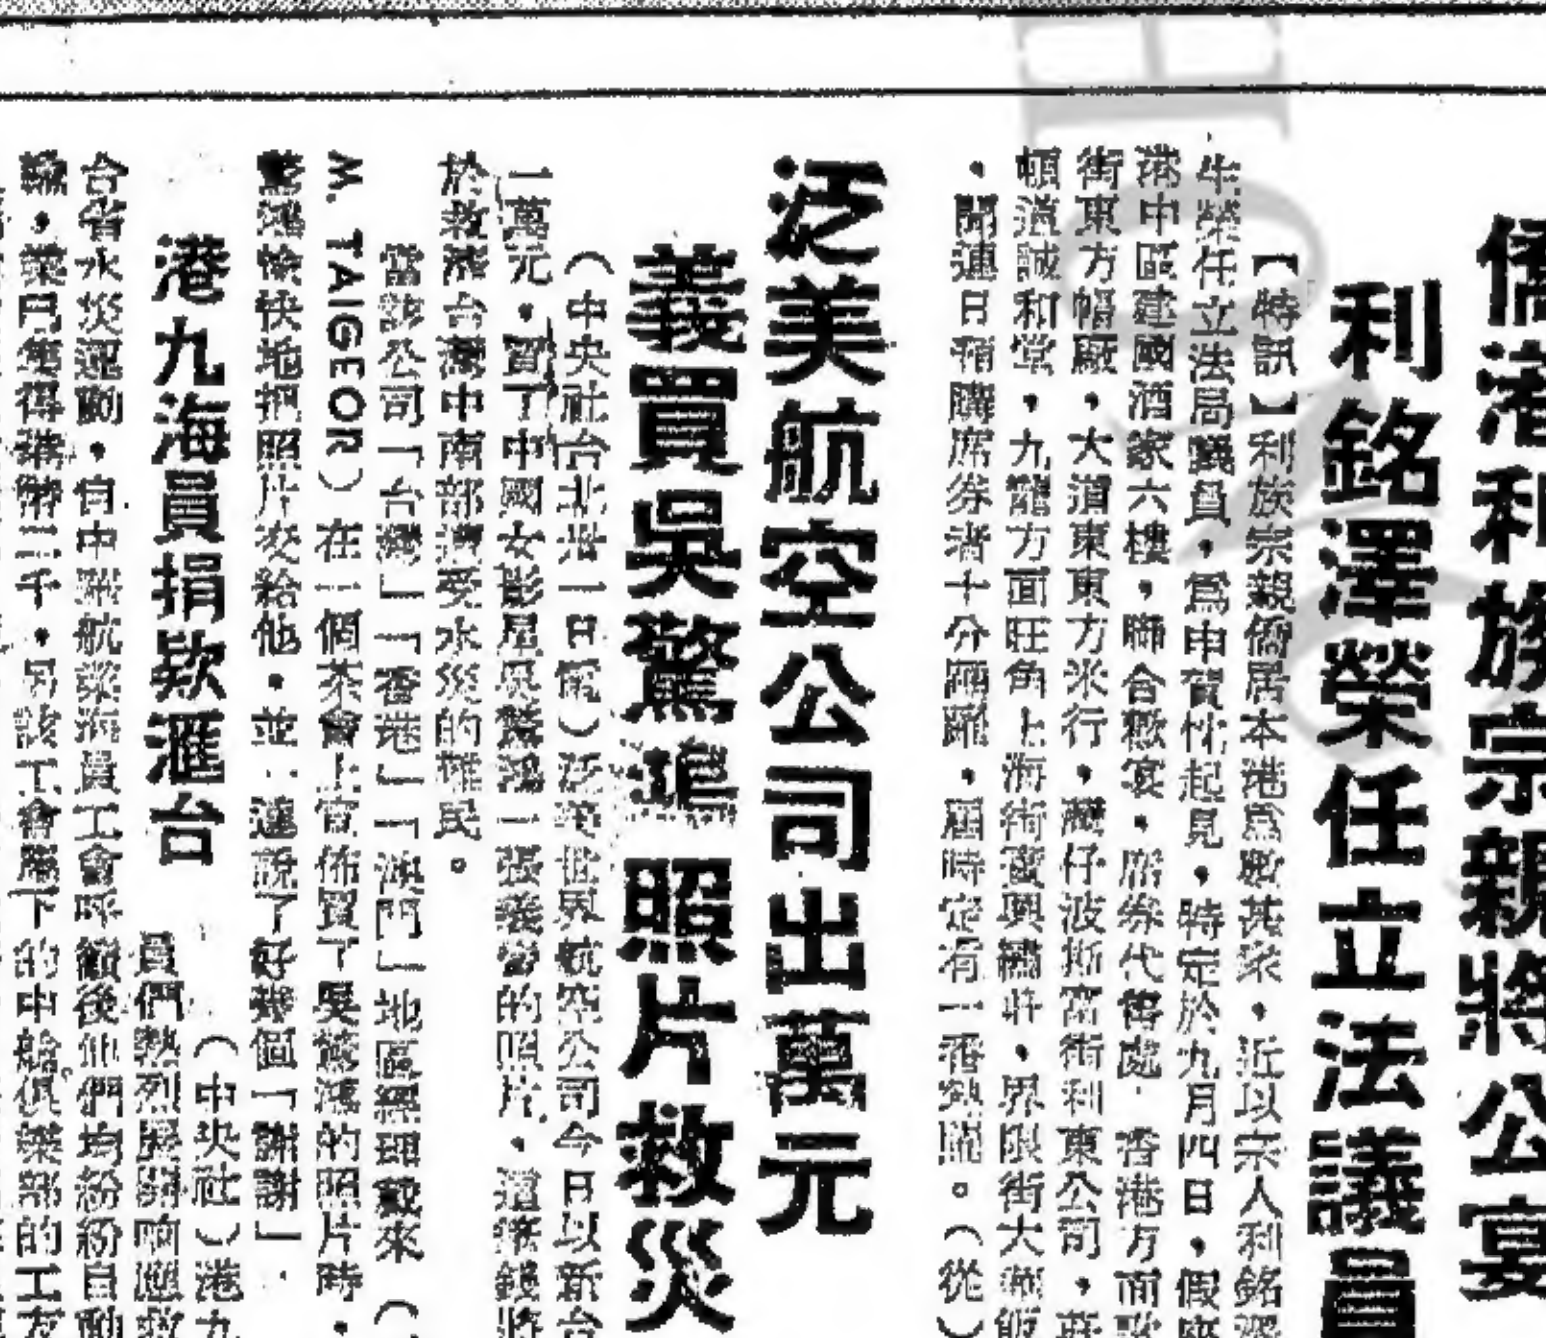 僑港利族宗親將公宴
利銘澤榮任立法議員
【特訊】利族宗親僑居本港爲數甚衆，近以宗人利銘澤
榮任立法局議員，爲申賀忱起見，特定於九月四日，假座
港中區建國酒家六樓，聯合歡宴，席券代售處，香港方面
街東方帽廠，大道東東方米行，灣仔波斯富街利東公司，莊
頓道誠和堂，九龍方面旺角上海街寶興繡莊，界限街大華飯
，聞連日稍購席券者十分踴躍，屆時定有一番熱鬧。（從）
泛美航空公司出萬元
義買吳驚鴻照片救災
（中央社台北卅一日電）泛美世界航空公司今日以新台
一萬元，買了中國女影星吳驚鴻一張簽的照片，這筆錢將
於救濟台灣中南部遭受水災的難民。
當該公司「台灣」「香港」「澳門」地區經理戴來（
M. TAIGEOR）在一個茶會上宣佈買了吳驚鴻的照片時，
驚鴻愉快地把照片交給他，並連說了好幾個「謝謝」。
港九海員捐欵滙台
（中央社）港九
員們熱烈展開响應救
台省水災運動，自中聯航業海員工會呼籲後他們均紛紛自動
輸，業已集得港幣二千，另該工會屬下的中艙俱樂部的工友